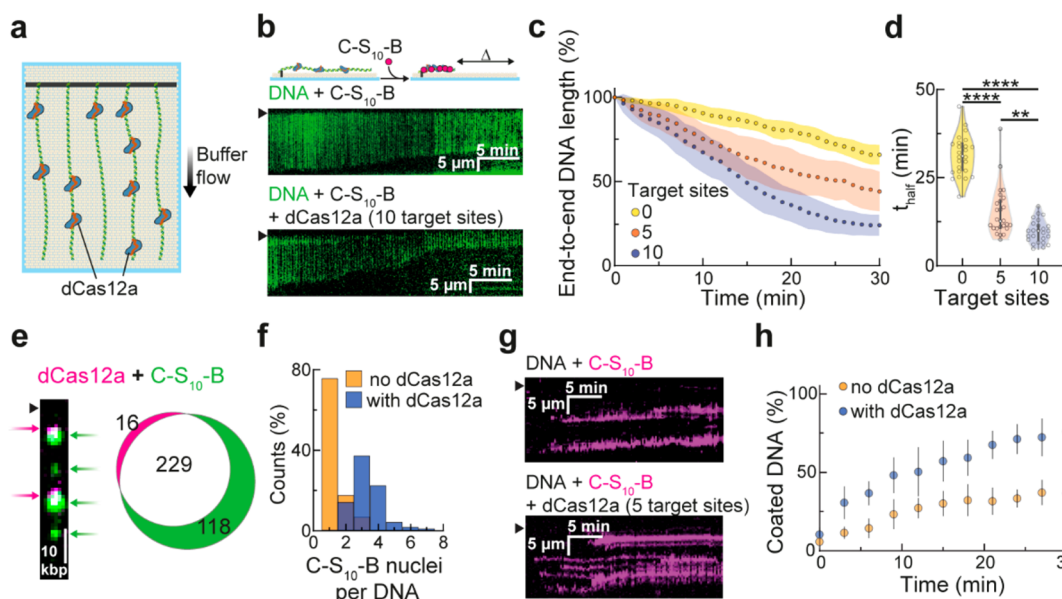 a
Buffer
flow
dCas12a
b
C-S₁₀-B
Δ
DNA + C-S₁₀-B
5 min
5 µm
DNA + C-S₁₀-B
+ dCas12a (10 target sites)
5 min
5 µm
c
End-to-end DNA length (%)
100
50
0
Target sites
0
5
10
0 10 20 30
Time (min)
d
t half (min)
50
25
0
****
****
**
0 5 10
Target sites
e
dCas12a + C-S₁₀-B
16
229
118
10
kbp
f
Counts (%)
80
40
0
no dCas12a
with dCas12a
0 2 4 6 8
C-S₁₀-B nuclei
per DNA
g
DNA + C-S₁₀-B
5 min
5 µm
DNA + C-S₁₀-B
+ dCas12a (5 target sites)
5 min
5 µm
h
Coated DNA (%)
100
50
0
no dCas12a
with dCas12a
0 10 20 3
Time (min)